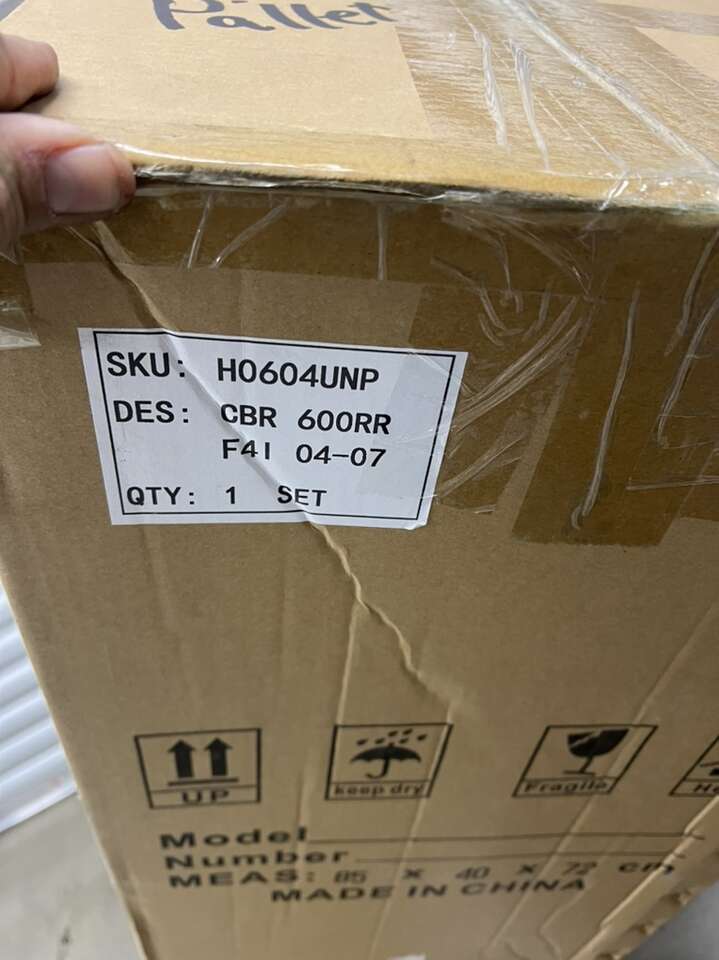 Pallet
SKU: H0604UNP
DES: CBR 600RR
F4I 04-07
QTY: 1 SET
UP
keep dry
Fragile
Model
Number
MEAS: 85 X 40 X 72 cm
MADE IN CHINA